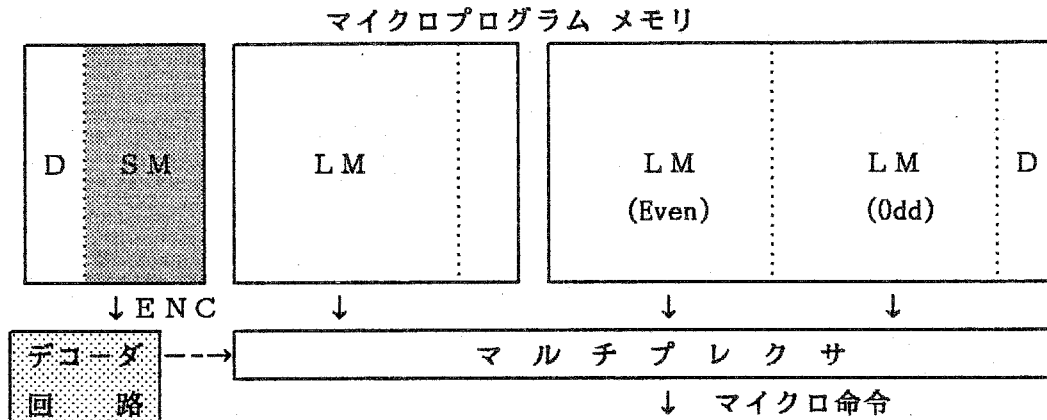 マイクロプログラム メモリ
D SM LM LM LM D
(Even) (Odd)
↓ENC ↓ ↓ ↓
デコーダ --→ マルチプレクサ
回路 ↓ マイクロ命令